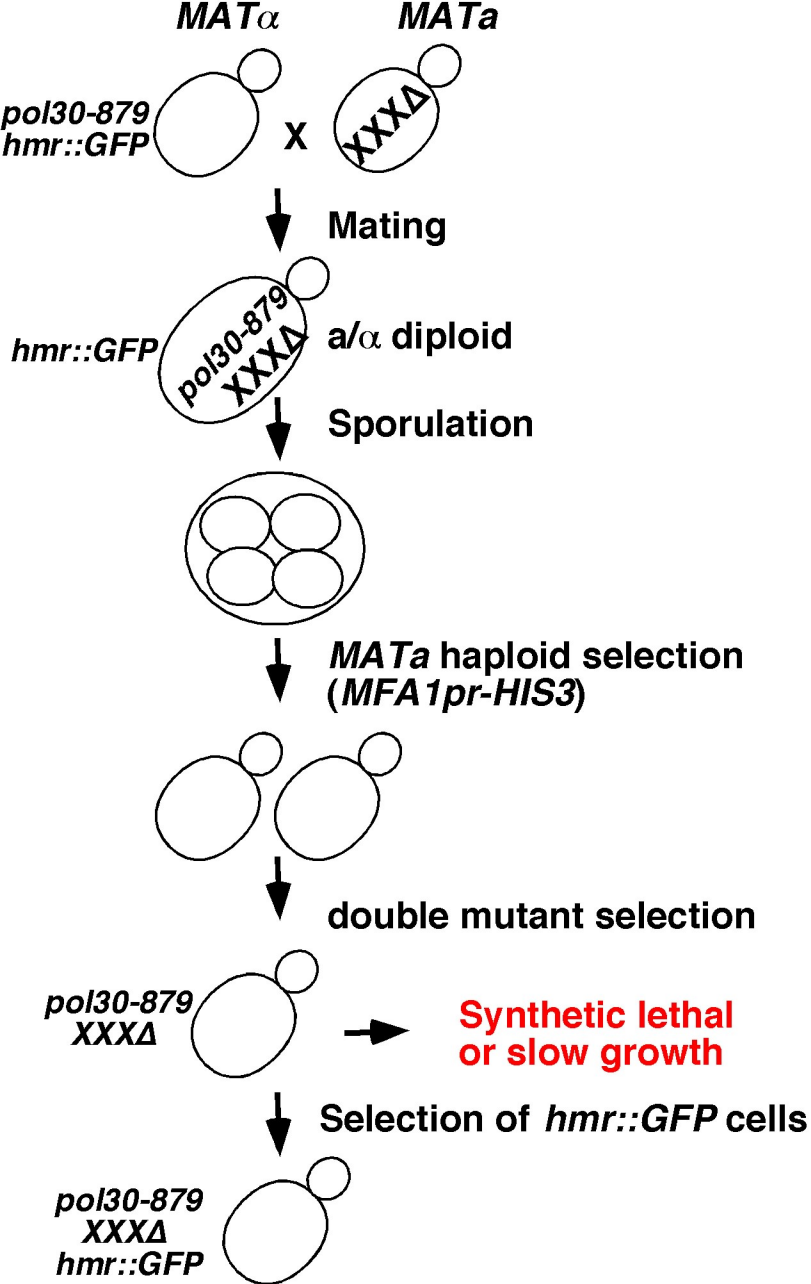 MATα MATa
pol30-879
hmr::GFP
X
XXXΔ
Mating
hmr::GFP
pol30-879
XXXΔ
a/α diploid
Sporulation
MATa haploid selection
(MFA1pr-HIS3)
double mutant selection
pol30-879
XXXΔ
Synthetic lethal
or slow growth
Selection of hmr::GFP cells
pol30-879
XXXΔ
hmr::GFP